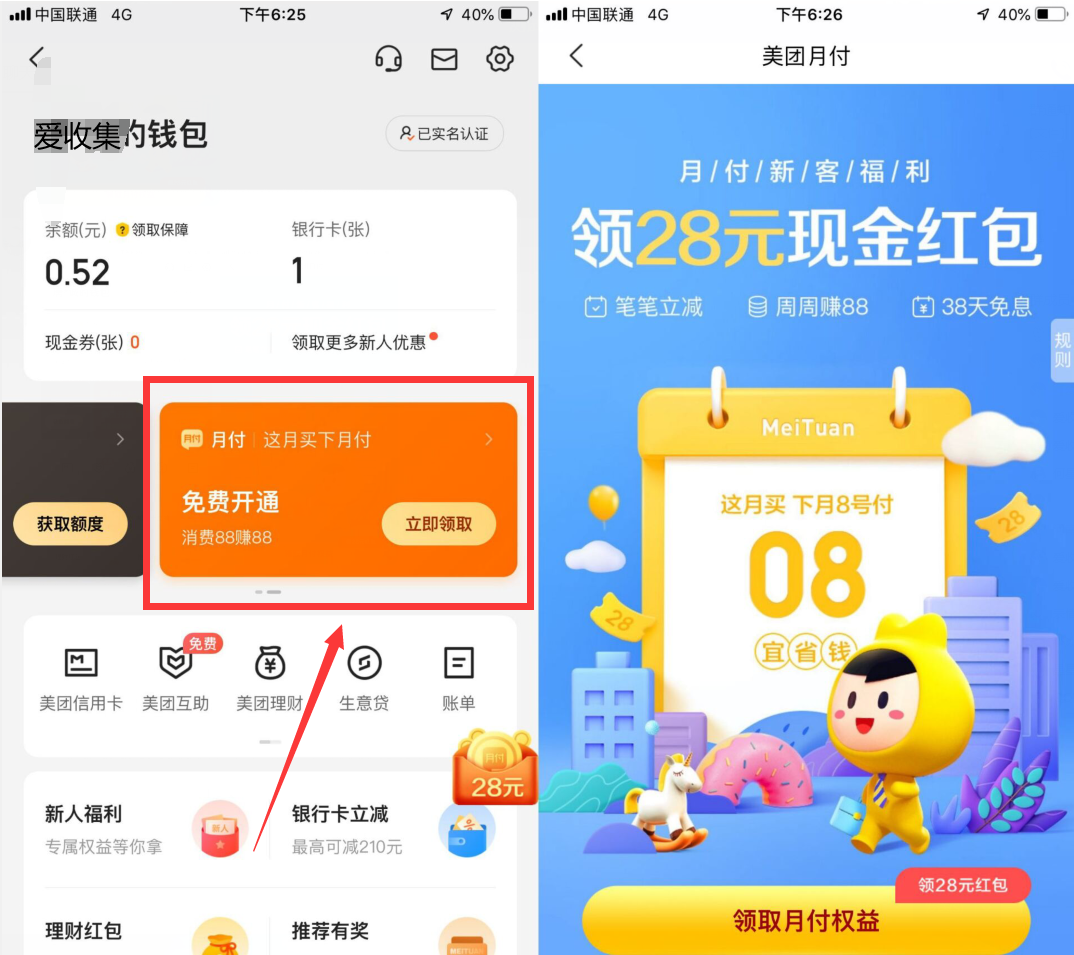 中国联通 4G 下午6:25 40%
爱收集的钱包
已实名认证
余额(元) ? 领取保障 银行卡(张)
0.52 1
现金券(张) 0 领取更多新人优惠
获取额度
月付 月付 这月买下月付
免费开通
消费88赚88
立即领取
免费
美团信用卡 美团互助 美团理财 生意贷 账单
月付
28元
新人福利 新人 银行卡立减
专属权益等你拿 最高可减210元
理财红包 推荐有奖
MEITUAN
中国联通 4G 下午6:26 40%
美团月付
月/付/新/客/福/利
领28元现金红包
笔笔立减 周周赚88 38天免息
规则
MeiTuan
这月买 下月8号付
08
28
28
宜省钱
领28元红包
领取月付权益